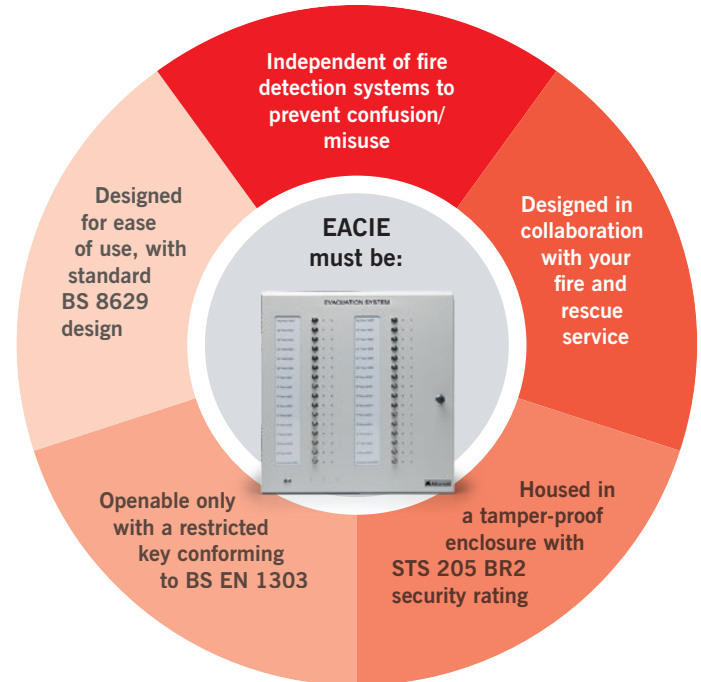 Independent of fire
detection systems to
prevent confusion/
misuse
Designed in
collaboration
with your
fire and
rescue
service
Housed in
a tamper-proof
enclosure with
STS 205 BR2
security rating
Openable only
with a restricted
key conforming
to BS EN 1303
Designed
for ease
of use, with
standard
BS 8629
design
EACIE
must be:
EVACUATION SYSTEM
Advanced